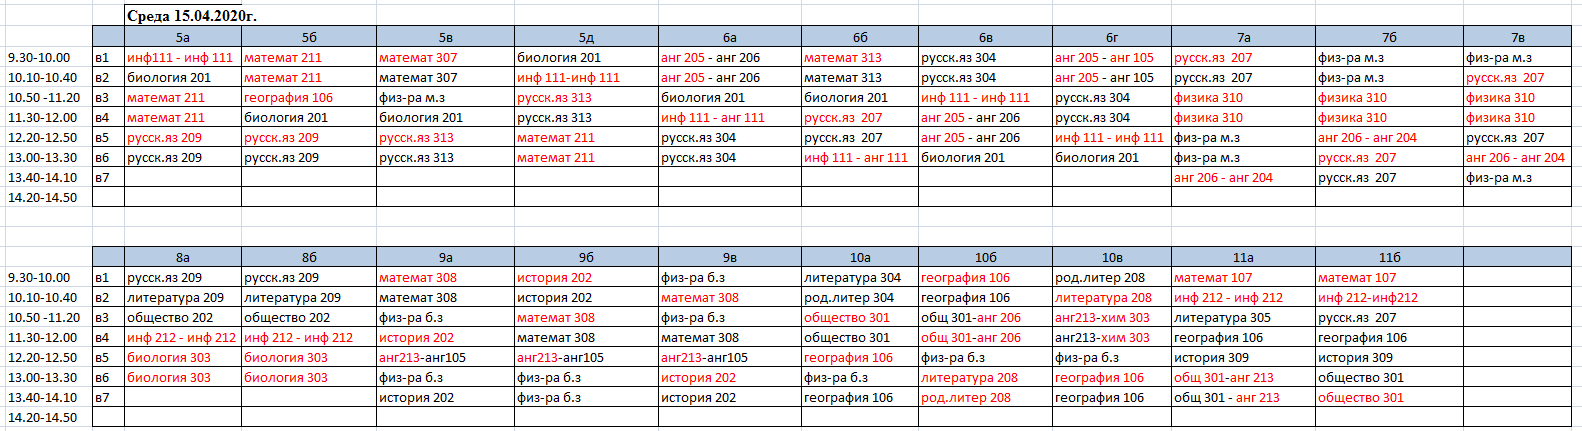 Среда 15.04.2020г.
5а 5б 5в 5д 6а 6б 6в 6г 7а 7б 7в
9.30-10.00 в1 инф111 - инф 111 математ 211 математ 307 биология 201 анг 205 - анг 206 математ 313 русск.яз 304 анг 205 - анг 105 русск.яз 207 физ-ра м.з физ-ра м.з
10.10-10.40 в2 биология 201 математ 211 математ 307 инф 111-инф 111 анг 205 - анг 206 математ 313 русск.яз 304 анг 205 - анг 105 русск.яз 207 физ-ра м.з русск.яз 207
10.50 -11.20 в3 математ 211 география 106 физ-ра м.з русск.яз 313 биология 201 биология 201 инф 111 - инф 111 русск.яз 304 физика 310 физика 310 физика 310
11.30-12.00 в4 математ 211 биология 201 биология 201 русск.яз 313 инф 111 - анг 111 русск.яз 207 анг 205 - анг 206 русск.яз 304 физика 310 физика 310 физика 310
12.20-12.50 в5 русск.яз 209 русск.яз 209 русск.яз 313 математ 211 русск.яз 304 русск.яз 207 анг 205 - анг 206 инф 111 - инф 111 физ-ра м.з анг 206 - анг 204 русск.яз 207
13.00-13.30 в6 русск.яз 209 русск.яз 209 русск.яз 313 математ 211 русск.яз 304 инф 111 - анг 111 биология 201 биология 201 физ-ра м.з русск.яз 207 анг 206 - анг 204
13.40-14.10 в7 анг 206 - анг 204 русск.яз 207 физ-ра м.з
14.20-14.50
8а 8б 9а 9б 9в 10а 10б 10в 11а 11б
9.30-10.00 в1 русск.яз 209 русск.яз 209 математ 308 история 202 физ-ра б.з литература 304 география 106 род.литер 208 математ 107 математ 107
10.10-10.40 в2 литература 209 литература 209 математ 308 история 202 математ 308 род.литер 304 география 106 литература 208 инф 212 - инф 212 инф 212-инф212
10.50 -11.20 в3 общество 202 общество 202 физ-ра б.з математ 308 физ-ра б.з общество 301 общ 301-анг 206 анг213-хим 303 литература 305 русск.яз 207
11.30-12.00 в4 инф 212 - инф 212 инф 212 - инф 212 история 202 математ 308 математ 308 общество 301 общ 301-анг 206 анг213-хим 303 география 106 география 106
12.20-12.50 в5 биология 303 биология 303 анг213-анг105 анг213-анг105 анг213-анг105 география 106 физ-ра б.з физ-ра б.з история 309 история 309
13.00-13.30 в6 биология 303 биология 303 физ-ра б.з физ-ра б.з история 202 физ-ра б.з литература 208 география 106 общ 301-анг 213 общество 301
13.40-14.10 в7 история 202 физ-ра б.з история 202 география 106 род.литер 208 география 106 общ 301 - анг 213 общество 301
14.20-14.50